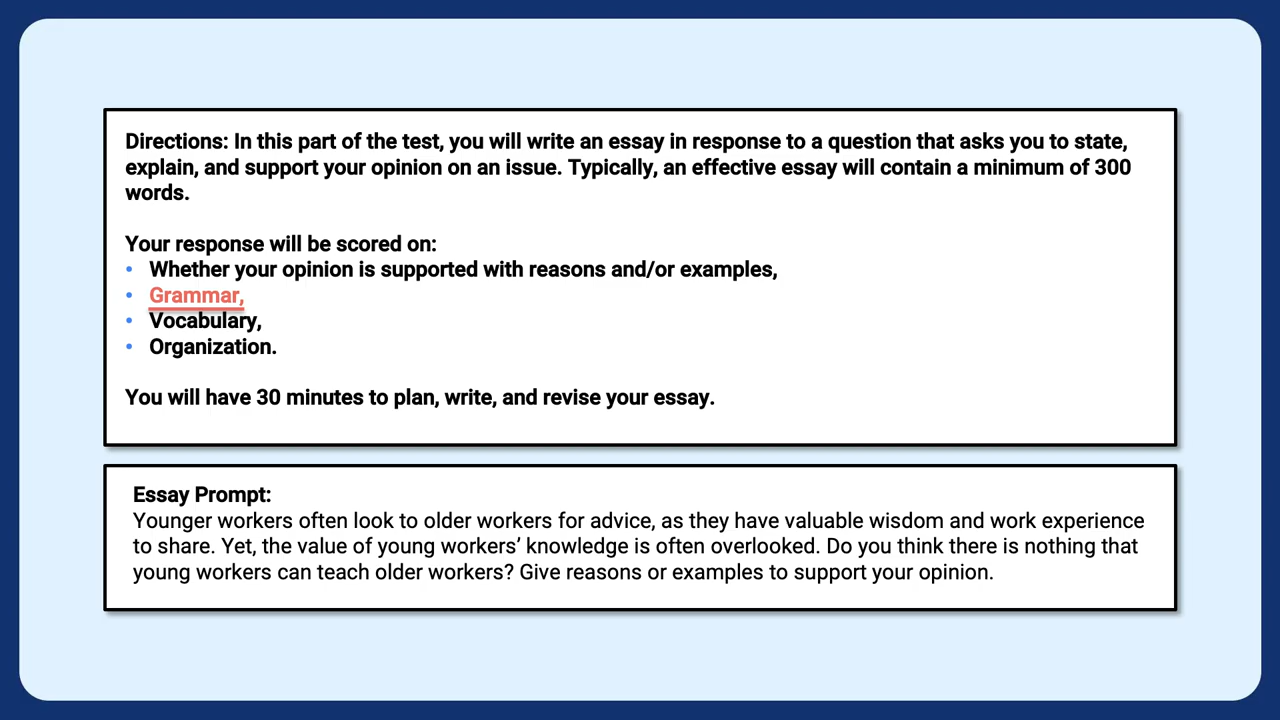 Directions: In this part of the test, you will write an essay in response to a question that asks you to state,
explain, and support your opinion on an issue. Typically, an effective essay will contain a minimum of 300
words.
Your response will be scored on:
• Whether your opinion is supported with reasons and/or examples,
• Grammar,
• Vocabulary,
• Organization.
You will have 30 minutes to plan, write, and revise your essay.
Essay Prompt:
Younger workers often look to older workers for advice, as they have valuable wisdom and work experience
to share. Yet, the value of young workers’ knowledge is often overlooked. Do you think there is nothing that
young workers can teach older workers? Give reasons or examples to support your opinion.